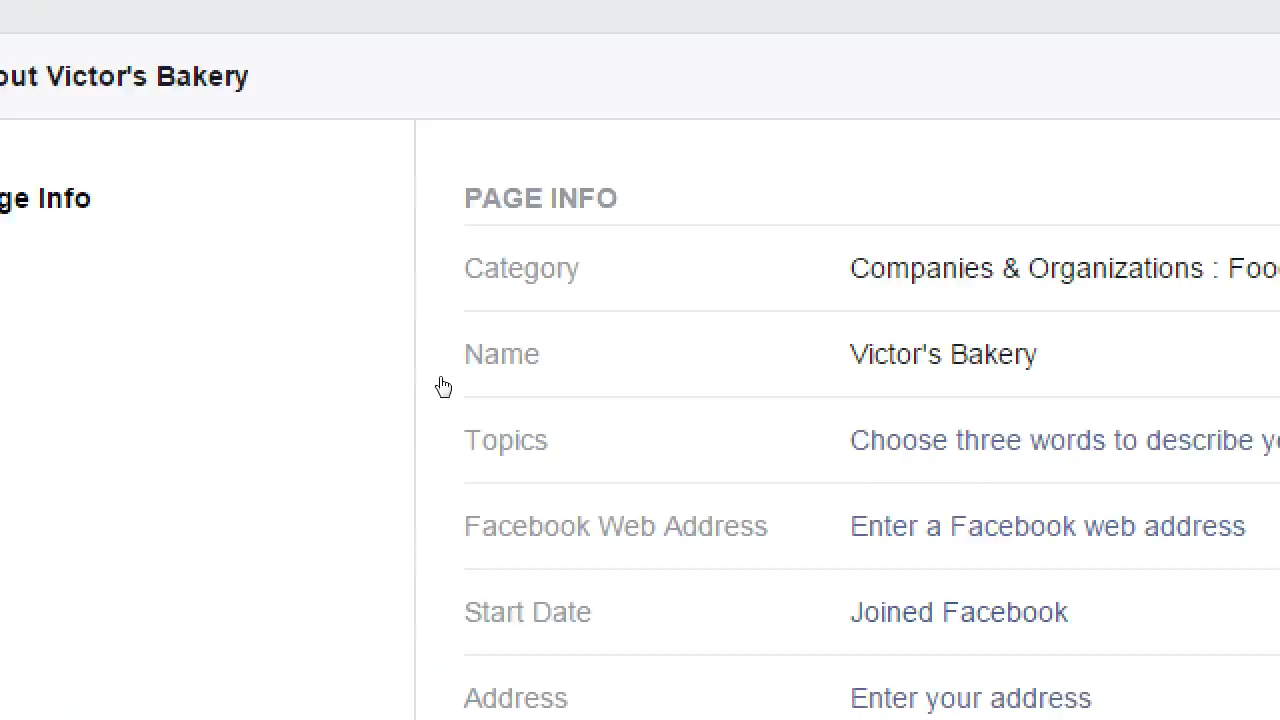 out Victor's Bakery
ge Info
PAGE INFO
Category Companies & Organizations : Foo
Name Victor's Bakery
Topics Choose three words to describe y
Facebook Web Address Enter a Facebook web address
Start Date Joined Facebook
Address Enter your address